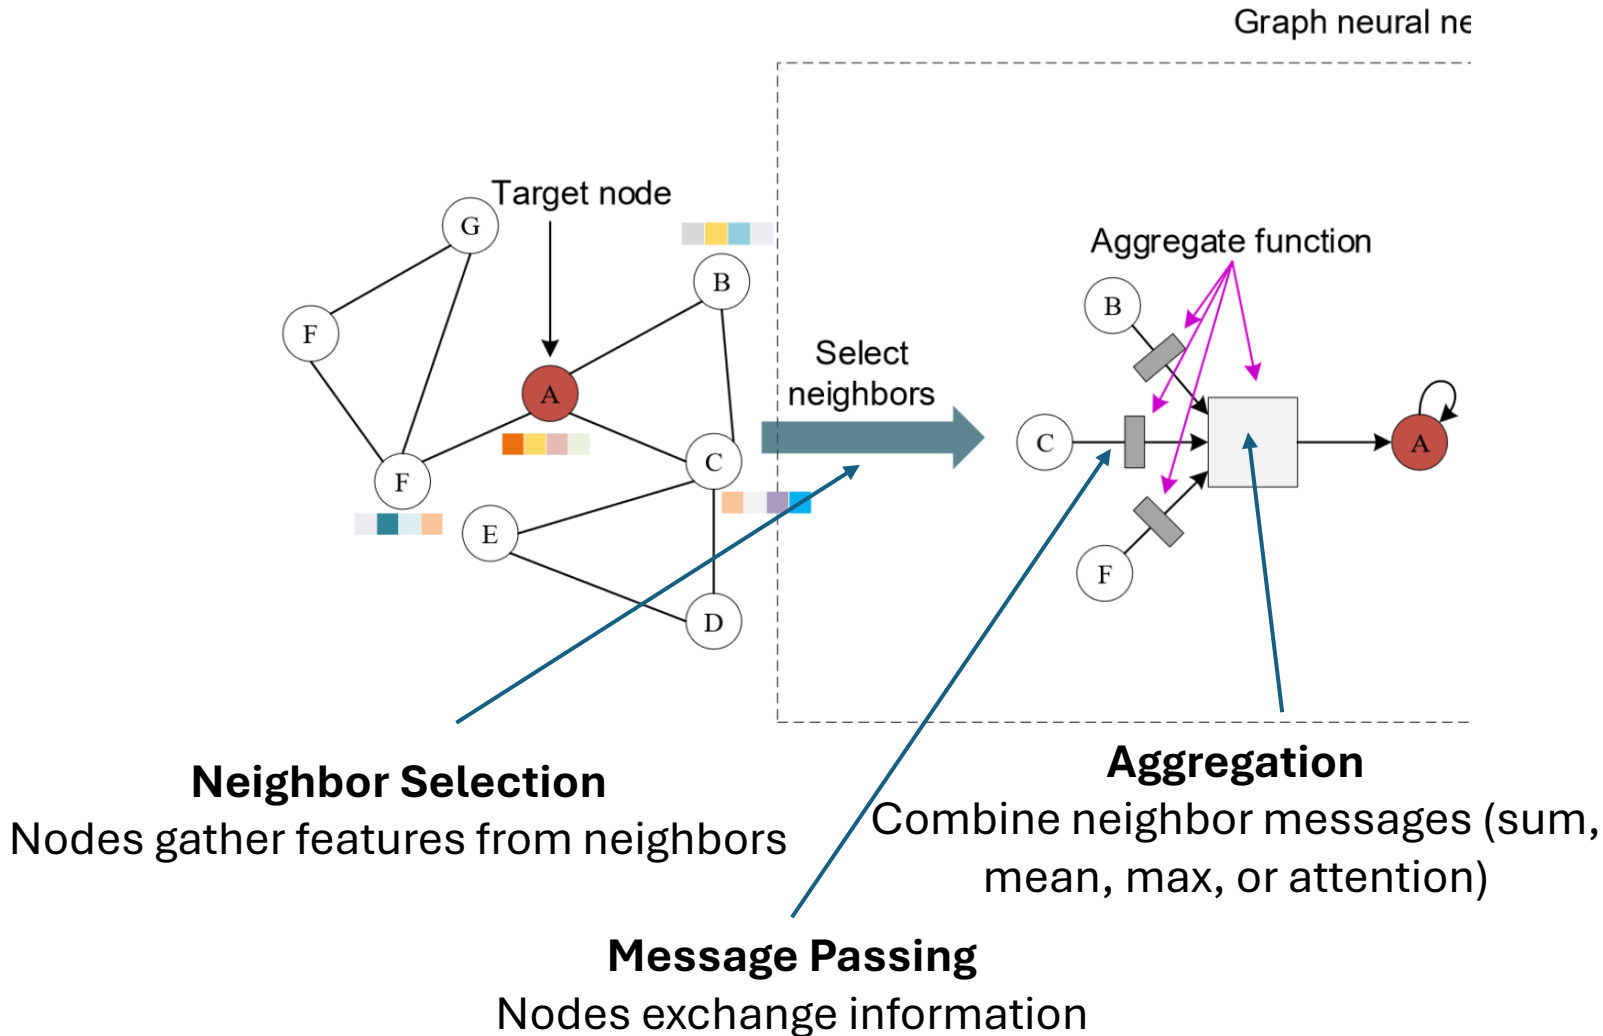 Graph neural ne
Target node
G
B
F
A
Select
neighbors
C
F
E
D
Aggregate function
B
C
A
F
Neighbor Selection
Nodes gather features from neighbors
Aggregation
Combine neighbor messages (sum,
mean, max, or attention)
Message Passing
Nodes exchange information